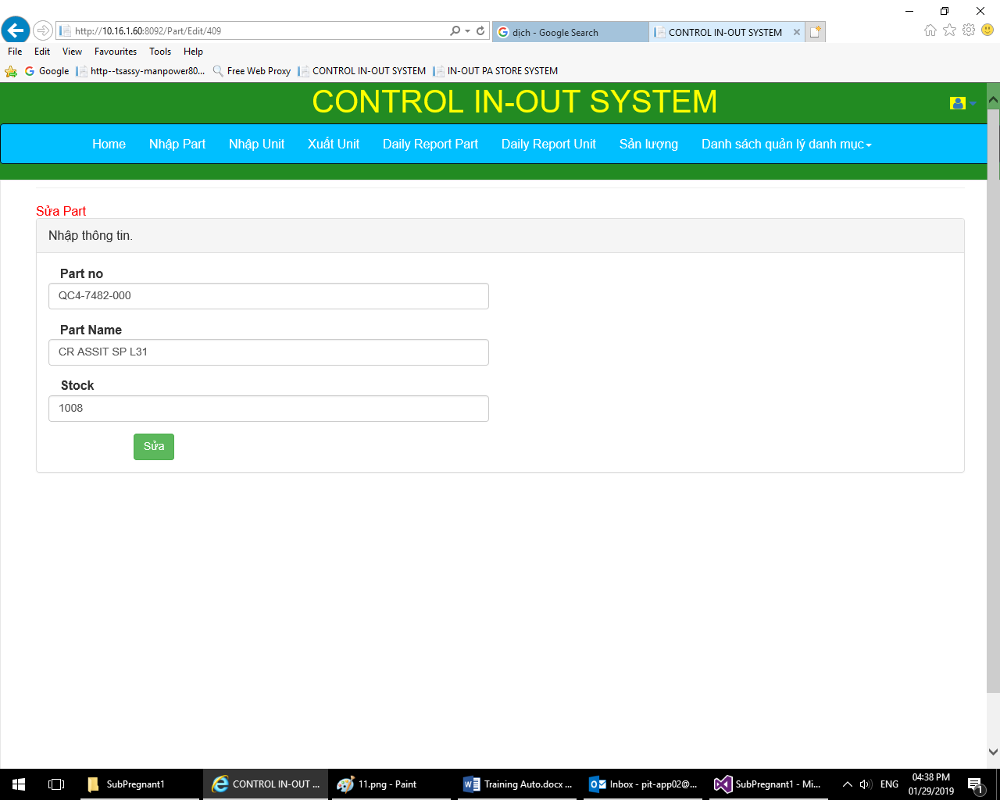 http://10.16.1.60:8092/Part/Edit/409
dịch - Google Search
CONTROL IN-OUT SYSTEM
File Edit View Favourites Tools Help
Google http--tsassy-manpower80... Free Web Proxy CONTROL IN-OUT SYSTEM IN-OUT PA STORE SYSTEM
CONTROL IN-OUT SYSTEM
Home Nhập Part Nhập Unit Xuất Unit Daily Report Part Daily Report Unit Sản lượng Danh sách quản lý danh mục
Sửa Part
Nhập thông tin.
Part no
QC4-7482-000
Part Name
CR ASSIT SP L31
Stock
1008
Sửa
SubPregnant1 CONTROL IN-OUT ... 11.png - Paint Training Auto.docx ... Inbox - pit-app02@... SubPregnant1 - Mi... ENG
04:38 PM
01/29/2019
1